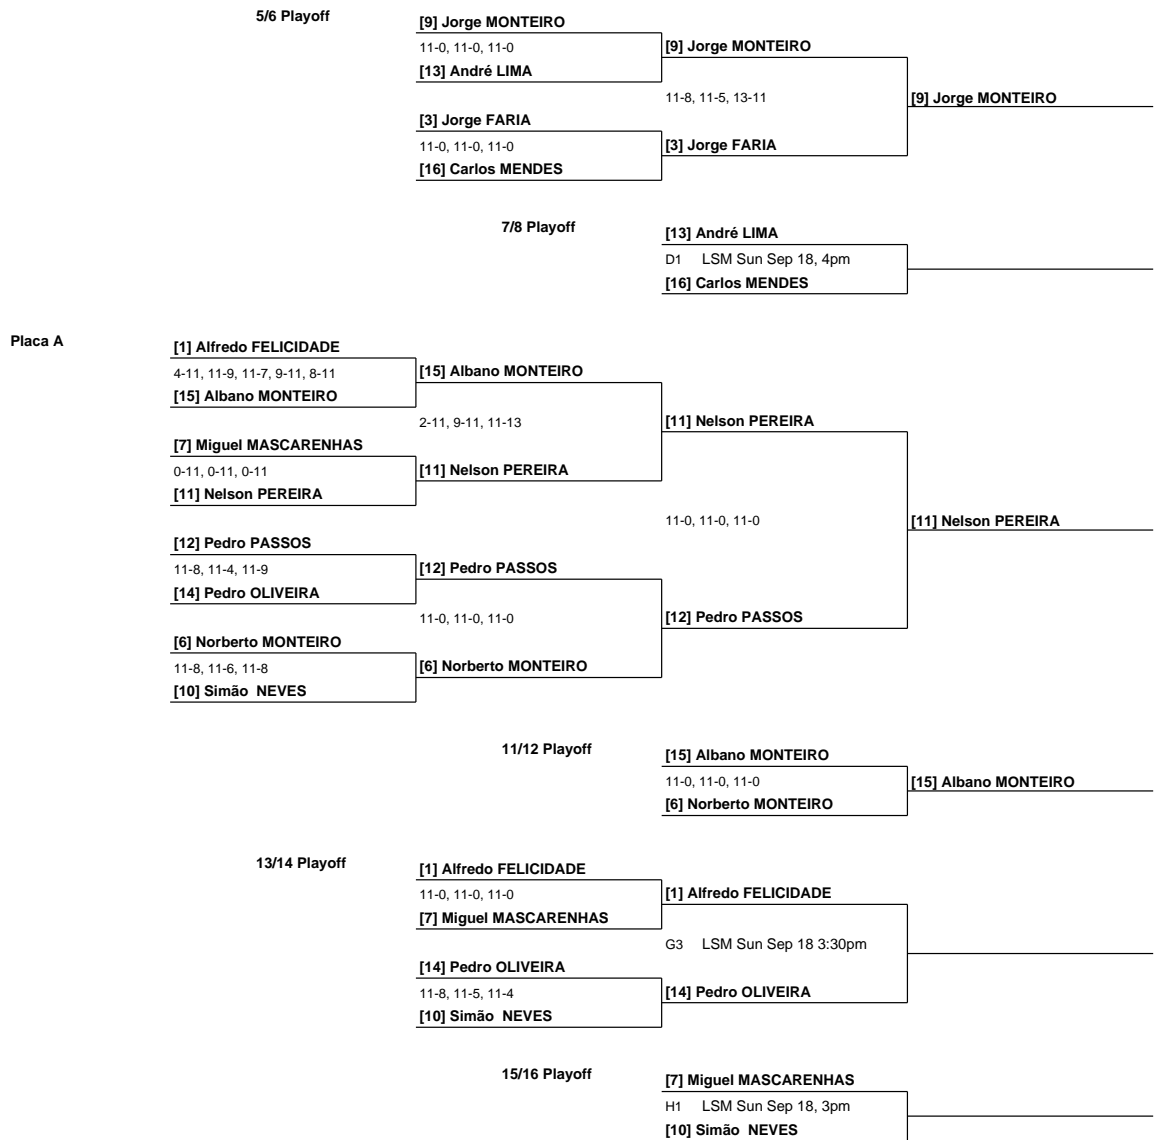 5/6 Playoff
[9] Jorge MONTEIRO
11-0, 11-0, 11-0
[9] Jorge MONTEIRO
[13] André LIMA
11-8, 11-5, 13-11
[9] Jorge MONTEIRO
[3] Jorge FARIA
11-0, 11-0, 11-0
[3] Jorge FARIA
[16] Carlos MENDES
7/8 Playoff
[13] André LIMA
D1 LSM Sun Sep 18, 4pm
[16] Carlos MENDES
Placa A
[1] Alfredo FELICIDADE
4-11, 11-9, 11-7, 9-11, 8-11
[15] Albano MONTEIRO
[15] Albano MONTEIRO
2-11, 9-11, 11-13
[11] Nelson PEREIRA
[7] Miguel MASCARENHAS
0-11, 0-11, 0-11
[11] Nelson PEREIRA
[11] Nelson PEREIRA
11-0, 11-0, 11-0
[11] Nelson PEREIRA
[12] Pedro PASSOS
11-8, 11-4, 11-9
[12] Pedro PASSOS
[14] Pedro OLIVEIRA
11-0, 11-0, 11-0
[12] Pedro PASSOS
[6] Norberto MONTEIRO
11-8, 11-6, 11-8
[6] Norberto MONTEIRO
[10] Simão  NEVES
11/12 Playoff
[15] Albano MONTEIRO
11-0, 11-0, 11-0
[15] Albano MONTEIRO
[6] Norberto MONTEIRO
13/14 Playoff
[1] Alfredo FELICIDADE
11-0, 11-0, 11-0
[1] Alfredo FELICIDADE
[7] Miguel MASCARENHAS
G3 LSM Sun Sep 18 3:30pm
[14] Pedro OLIVEIRA
11-8, 11-5, 11-4
[14] Pedro OLIVEIRA
[10] Simão  NEVES
15/16 Playoff
[7] Miguel MASCARENHAS
H1 LSM Sun Sep 18, 3pm
[10] Simão  NEVES